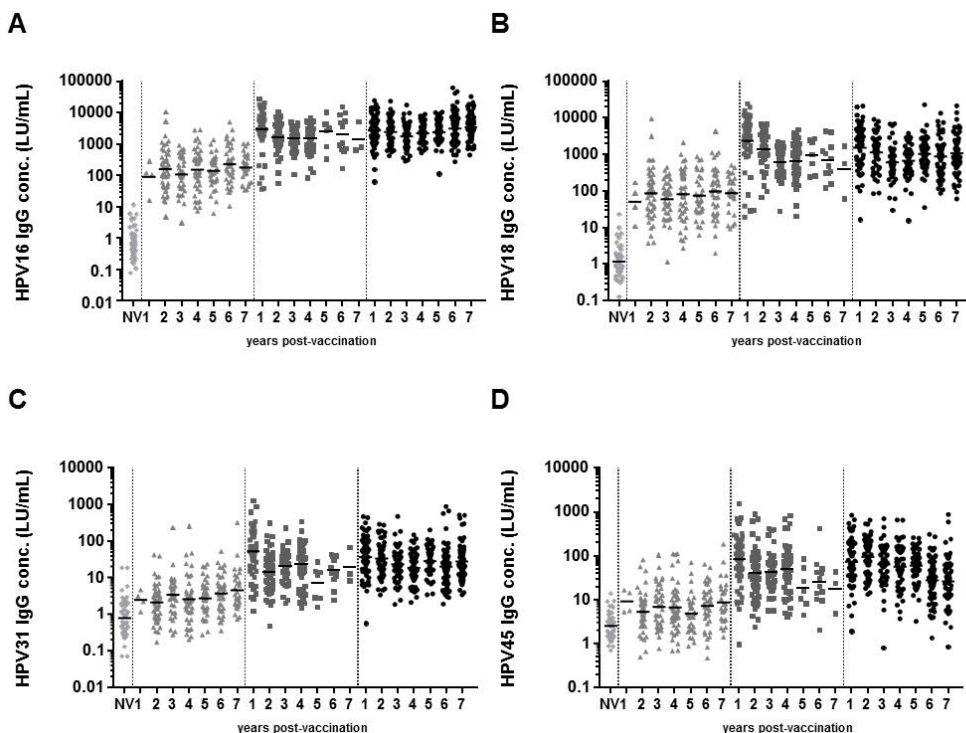 A
HPV16 IgG conc. (LU/mL)
100000
10000
1000
100
10
1
0.1
0.01
NV1 2 3 4 5 6 7 1 2 3 4 5 6 7 1 2 3 4 5 6 7
years post-vaccination
B
HPV18 IgG conc. (LU/mL)
100000
10000
1000
100
10
1
0.1
NV1 2 3 4 5 6 7 1 2 3 4 5 6 7 1 2 3 4 5 6 7
years post-vaccination
C
HPV31 IgG conc. (LU/mL)
10000
1000
100
10
1
0.1
0.01
NV1 2 3 4 5 6 7 1 2 3 4 5 6 7 1 2 3 4 5 6 7
years post-vaccination
D
HPV45 IgG conc. (LU/mL)
10000
1000
100
10
1
0.1
NV1 2 3 4 5 6 7 1 2 3 4 5 6 7 1 2 3 4 5 6 7
years post-vaccination